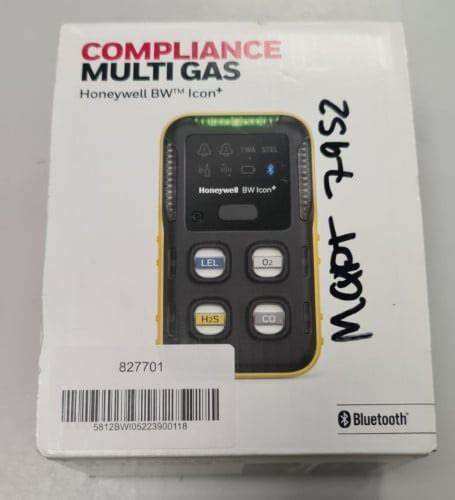 COMPLIANCE
MULTI GAS
Honeywell BW™ Icon+
TWA STEL
Honeywell BW Icon+
LEL O2
H2S CO
827701
5812BWI05223900118
Bluetooth®
7952